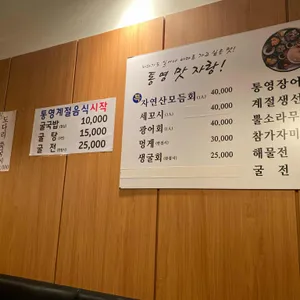 통영계절음식시작
굴국밥 10,000
굴 탕 15,000
굴 전 25,000
통영 맛 자랑!
자연산모듬회 40,000
세꼬시 40,000
광어회 40,000
멍게 30,000
생굴회 25,000
통영장어
계절생선
뿔소라무
참가자미
해물전
굴 전